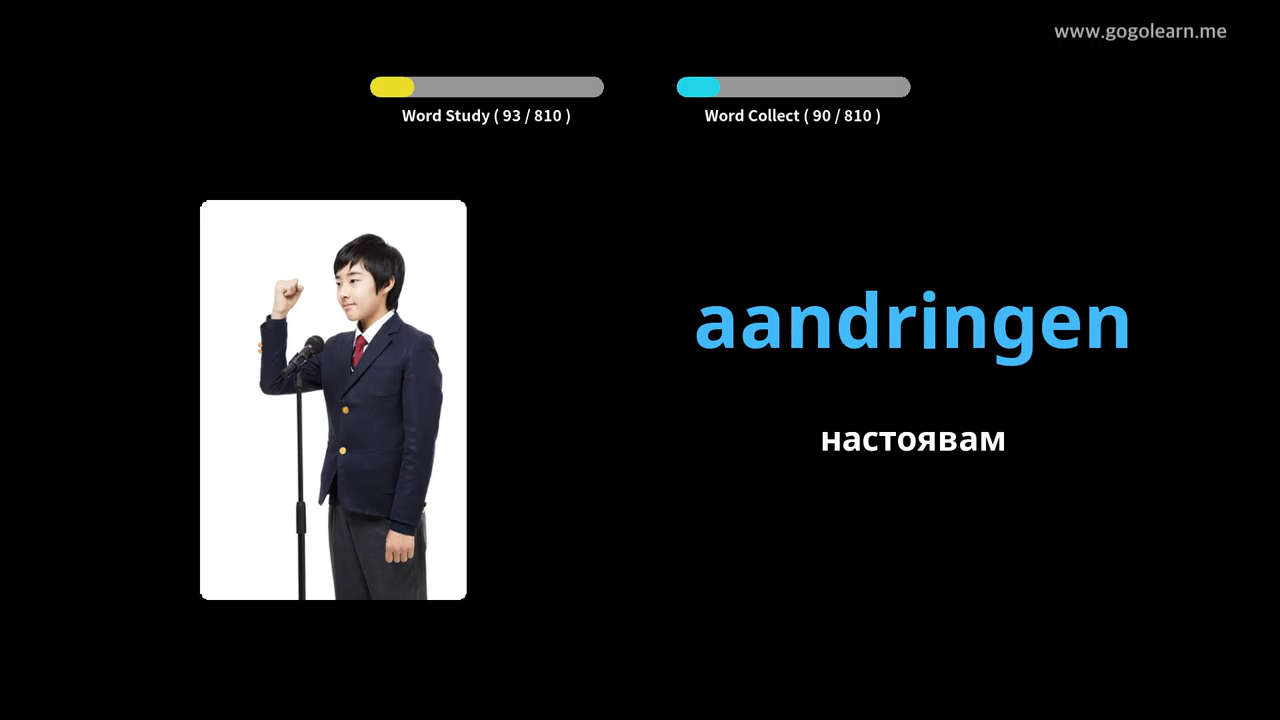 www.gogolearn.me
Word Study ( 93 / 810 )
Word Collect ( 90 / 810 )
aandringen
настоявам